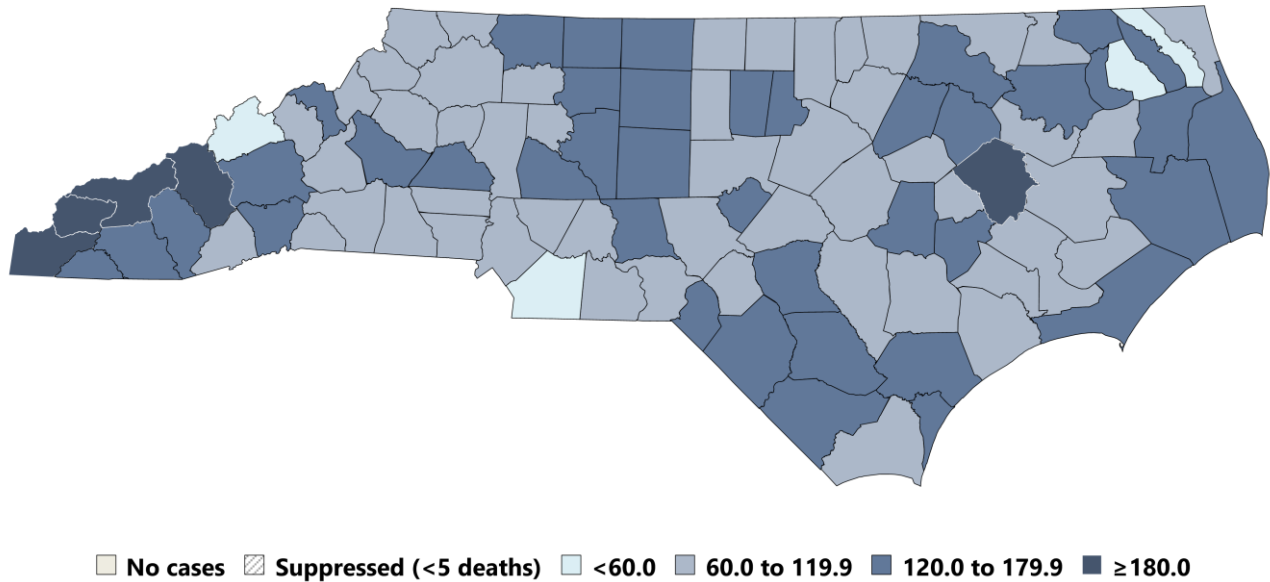 No cases Suppressed (<5 deaths) <60.0 60.0 to 119.9 120.0 to 179.9 ≥180.0